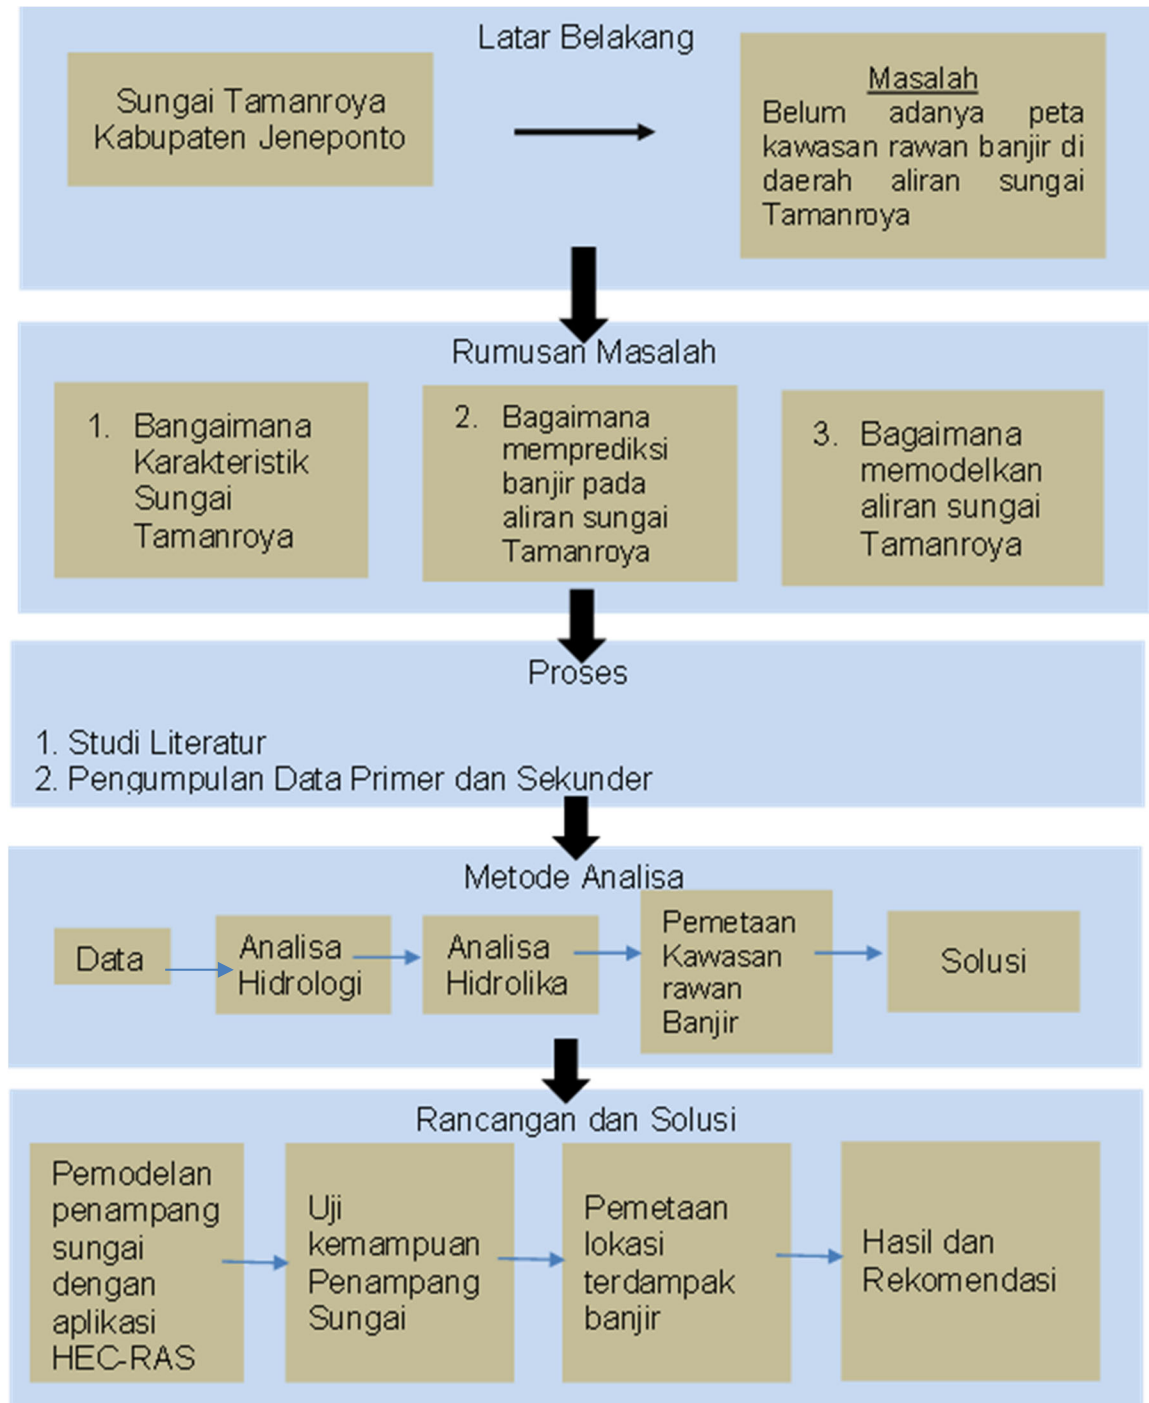 Latar Belakang
Sungai Tamanroya
Kabupaten Jeneponto
Masalah
Belum adanya peta
kawasan rawan banjir di
daerah aliran sungai
Tamanroya
Rumusan Masalah
1. Bangaimana
Karakteristik
Sungai
Tamanroya
2. Bagaimana
memprediksi
banjir pada
aliran sungai
Tamanroya
3. Bagaimana
memodelkan
aliran sungai
Tamanroya
Proses
1. Studi Literatur
2. Pengumpulan Data Primer dan Sekunder
Metode Analisa
Data
Analisa
Hidrologi
Analisa
Hidrolika
Pemetaan
Kawasan
rawan
Banjir
Solusi
Rancangan dan Solusi
Pemodelan
penampang
sungai
dengan
aplikasi
HEC-RAS
Uji
kemampuan
Penampang
Sungai
Pemetaan
lokasi
terdampak
banjir
Hasil dan
Rekomendasi